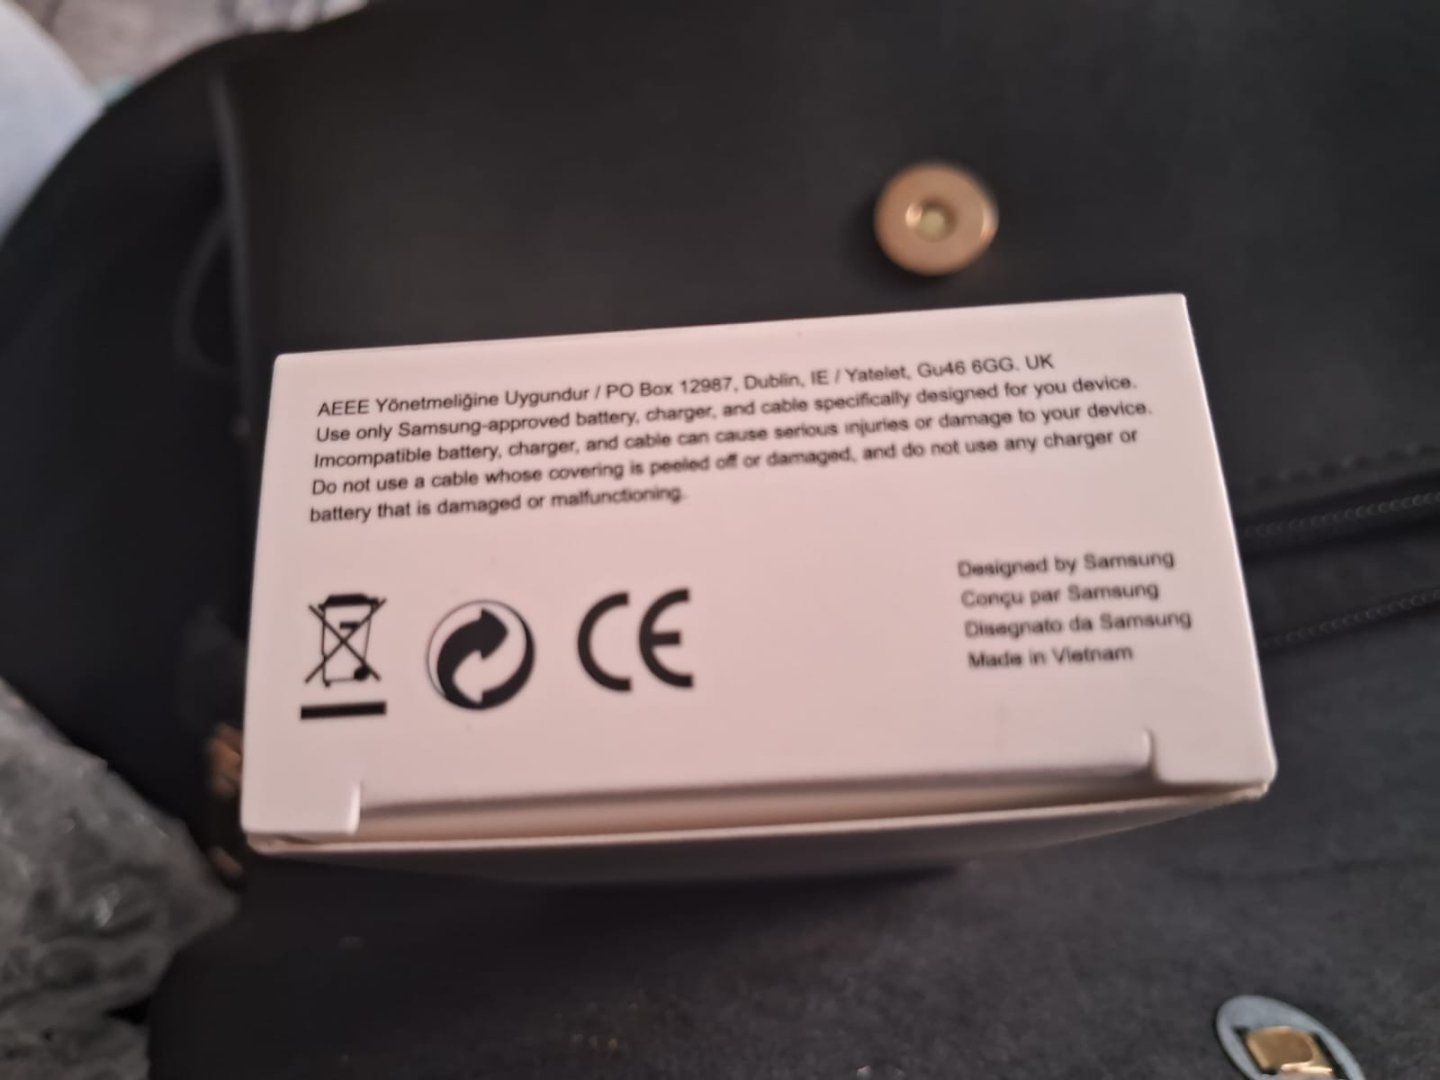 AEEE Yönetmeliğine Uygundur / PO Box 12987, Dublin, IE / Yatelet, Gu46 6GG. UK
Use only Samsung-approved battery, charger, and cable specifically designed for you device.
Imcompatible battery, charger, and cable can cause serious injuries or damage to your device.
Do not use a cable whose covering is peeled off or damaged, and do not use any charger or
battery that is damaged or malfunctioning.
CE
Designed by Samsung
Conçu par Samsung
Disegnato da Samsung
Made in Vietnam